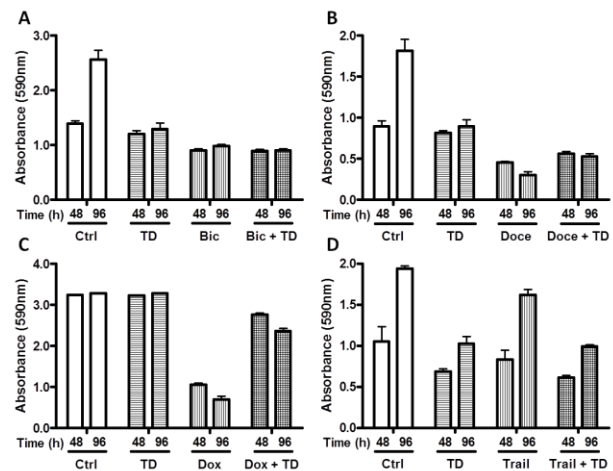 A
Absorbance (590nm)
3.0
2.0
1.0
0.0
Time (h) 48 96 48 96 48 96 48 96
Ctrl TD Bic Bic + TD
B
Absorbance (590nm)
2.0
1.5
1.0
0.5
0.0
Time (h) 48 96 48 96 48 96 48 96
Ctrl TD Doce Doce + TD
C
Absorbance (590nm)
4.0
3.0
2.0
1.0
0.0
Time (h) 48 96 48 96 48 96 48 96
Ctrl TD Dox Dox + TD
D
Absorbance (590nm)
2.0
1.5
1.0
0.5
0.0
Time (h) 48 96 48 96 48 96 48 96
Ctrl TD Trail Trail + TD